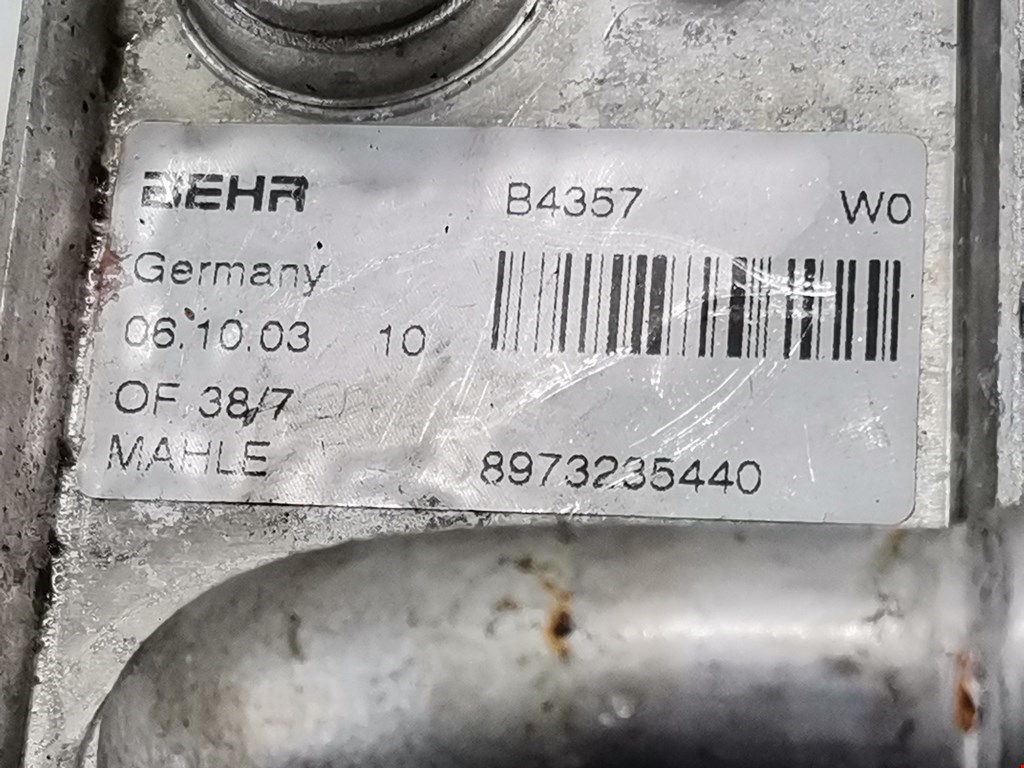 BEHR B4357 W0
Germany
06.10.03 10
OF 38/7
MAHLE 8973235440